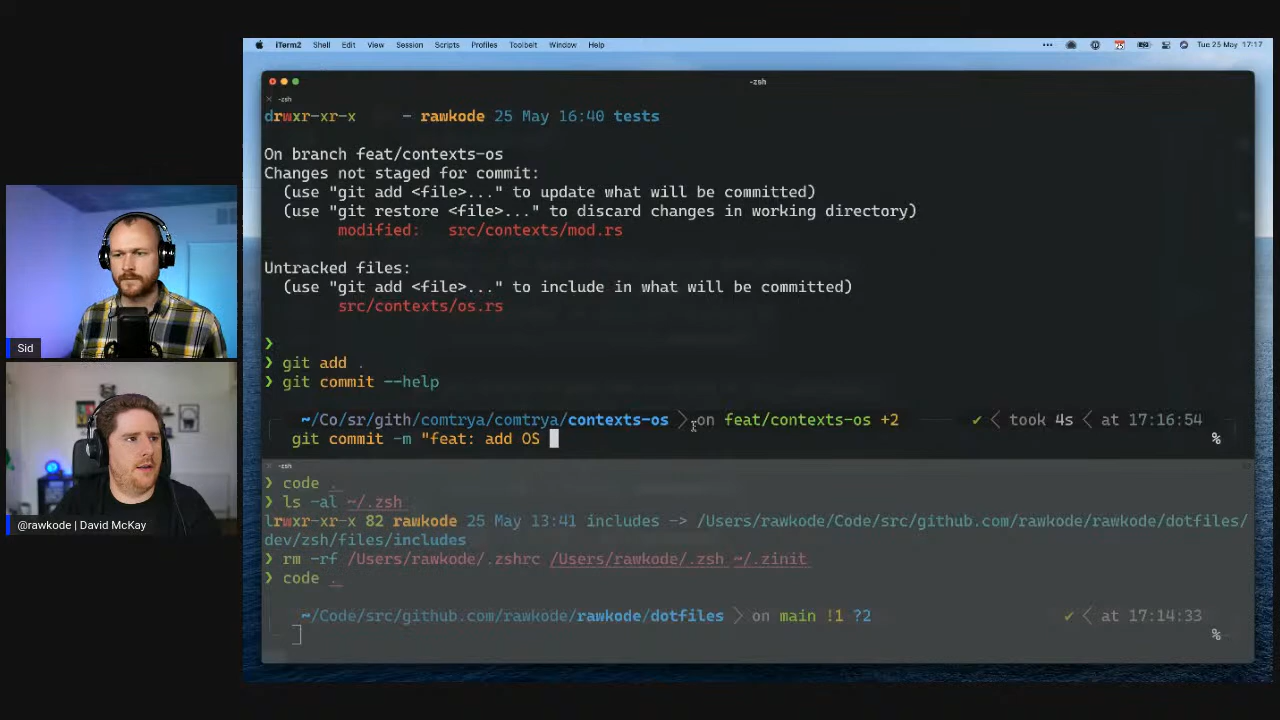 iTerm2 Shell Edit View Session Scripts Profiles Toolbelt Window Help
Tue 25 May 17:17
-zsh
-zsh
drwxr-xr-x - rawkode 25 May 16:40 tests
On branch feat/contexts-os
Changes not staged for commit:
(use "git add <file>..." to update what will be committed)
(use "git restore <file>..." to discard changes in working directory)
modified: src/contexts/mod.rs
Untracked files:
(use "git add <file>..." to include in what will be committed)
src/contexts/os.rs
❯
❯ git add .
❯ git commit --help
~/Co/sr/gith/comtrya/comtrya/contexts-os on feat/contexts-os +2 ✔ took 4s at 17:16:54
git commit -m "feat: add OS %
-zsh
❯ code .
❯ ls -al ~/.zsh
lrwxr-xr-x 82 rawkode 25 May 13:41 includes -> /Users/rawkode/Code/src/github.com/rawkode/rawkode/dotfiles/
dev/zsh/files/includes
❯ rm -rf /Users/rawkode/.zshrc /Users/rawkode/.zsh ~/.zinit
❯ code .
~/Code/src/github.com/rawkode/rawkode/dotfiles on main !1 ?2 ✔ at 17:14:33
%
Sid
@rawkode | David McKay